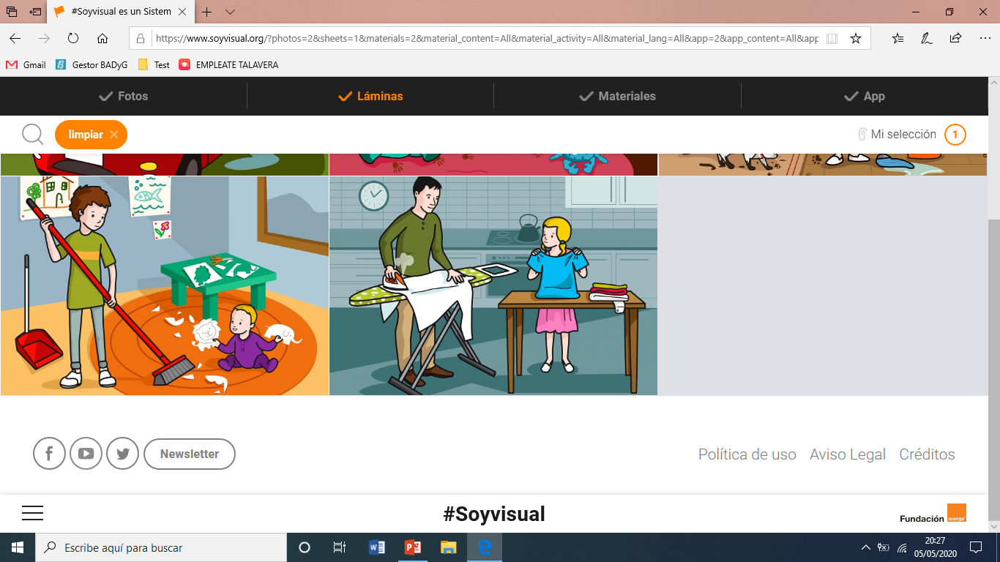 #Soyvisual es un Sistem
https://www.soyvisual.org/?photos=2&sheets=1&materials=2&material_content=All&material_activity=All&material_lang=All&app=2&app_content=All&app
Gmail
Gestor BADyG
Test
EMPLEATE TALAVERA
Fotos
Láminas
Materiales
App
limpiar
Mi selección
1
Newsletter
Política de uso
Aviso Legal
Créditos
#Soyvisual
Fundación
orange
Escribe aquí para buscar
20:27
05/05/2020